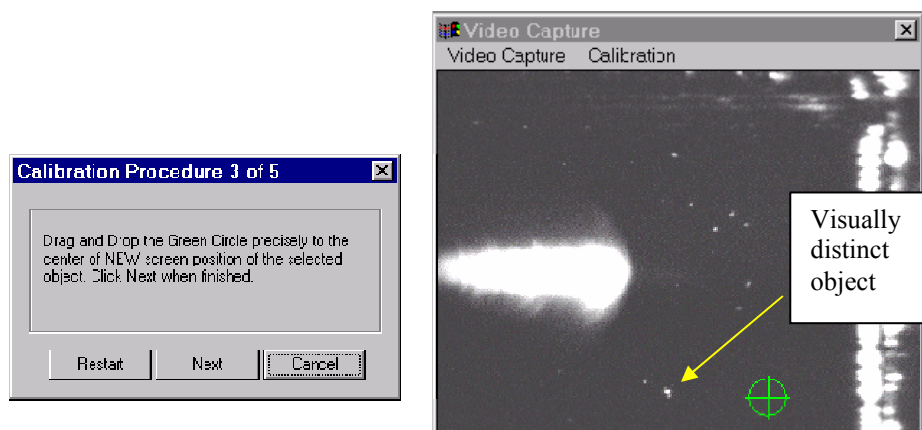 Calibration Procedure 3 of 5
Drag and Drop the Green Circle precisely to the
center of NEW screen position of the selected
object. Click Next when finished.
Restart Next Cancel
Video Capture
Video Capture Calibration
Visually
distinct
object